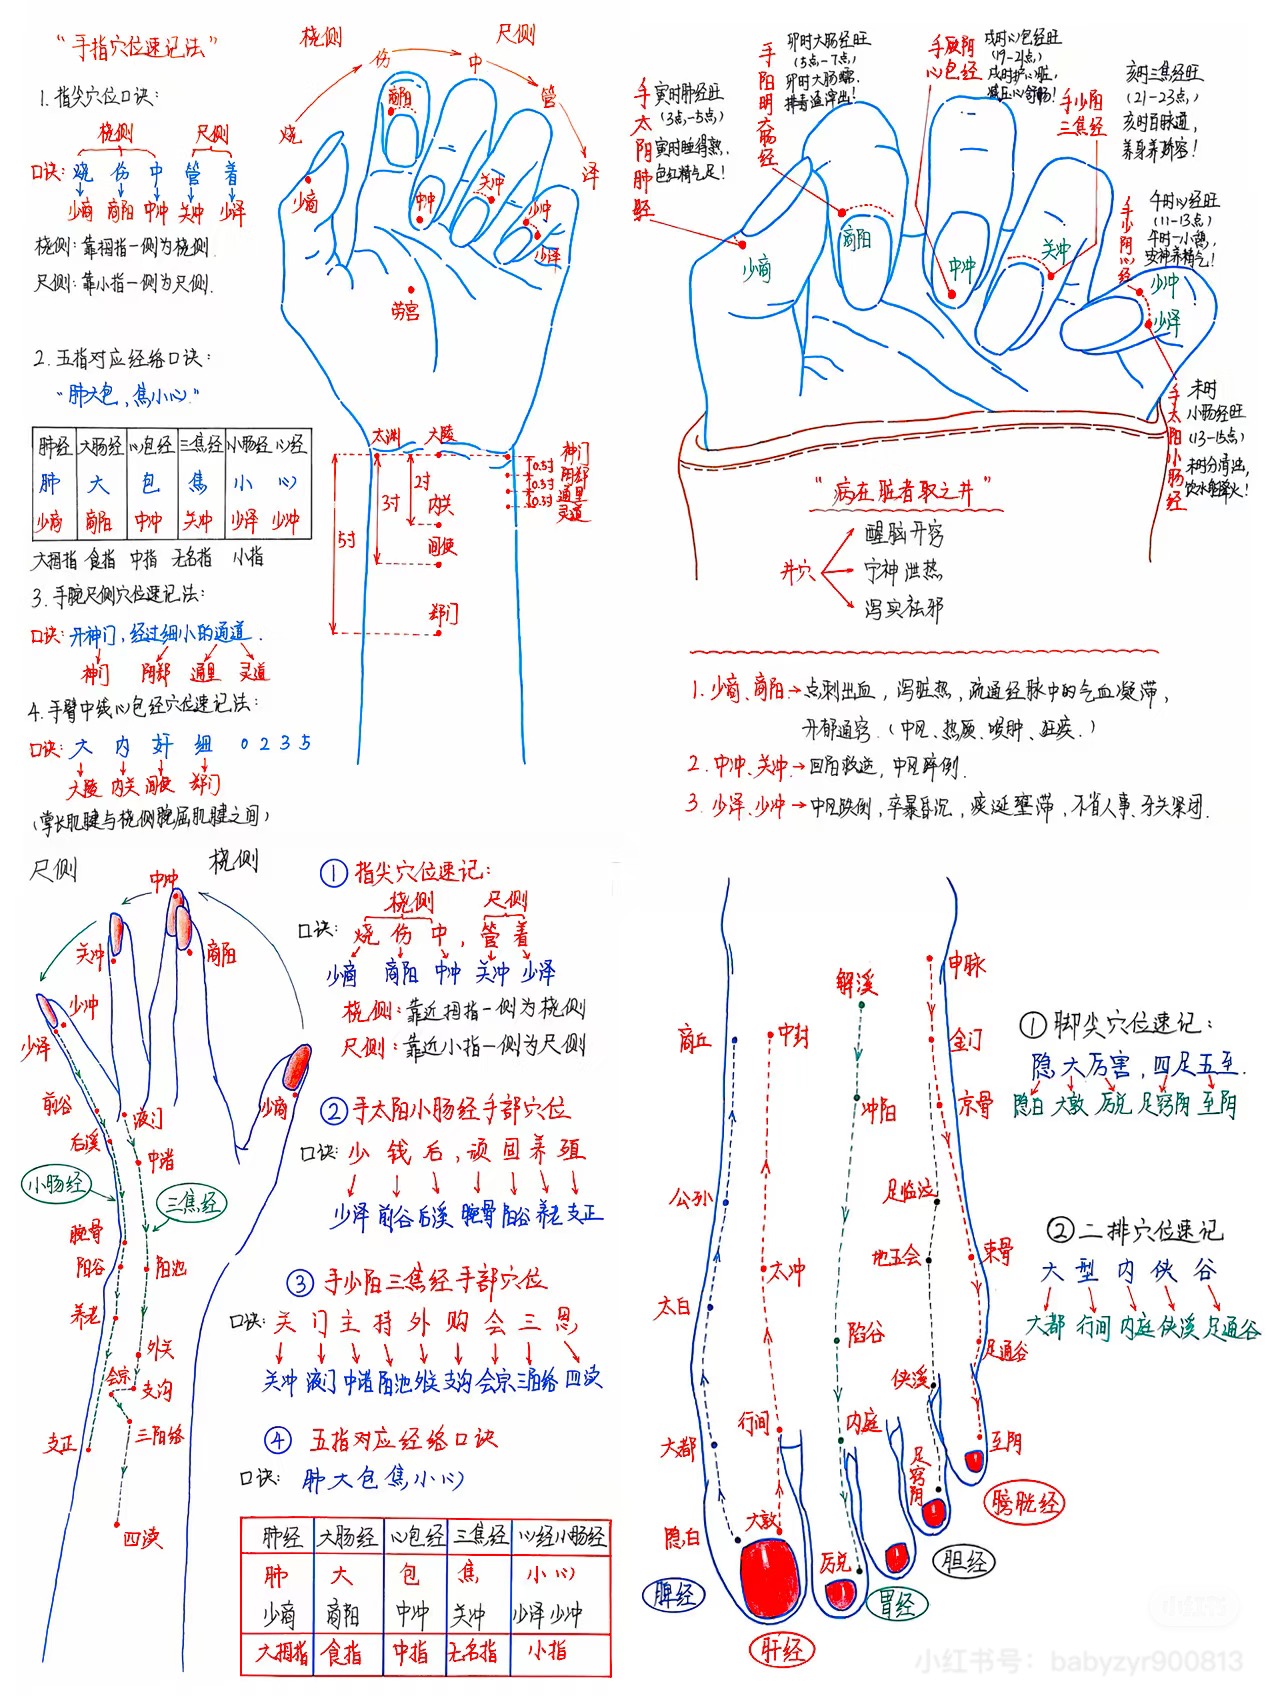 "手指穴位速记法"
桡侧
尺侧
烧
伤
中
管
泽
1.指尖穴位口诀:
桡侧 尺侧
口诀: 烧 伤 中 管 着
少商 商阳 中冲 关冲 少泽
桡侧: 靠拇指一侧为桡侧.
尺侧: 靠小指一侧为尺侧.
2.五指对应经络口诀:
"肺大包, 焦小心."
肺经 大肠经 心包经 三焦经 小肠经 心经
肺 大 包 焦 小 心
少商 商阳 中冲 关冲 少泽 少冲
大拇指 食指 中指 无名指 小指
3.手腕尺侧穴位速记法:
口诀: 开神门, 经过细小的通道.
神门 阴郄 通里 灵道
4.手臂中线心包经穴位速记法:
口诀: 大 内 奸 细 0 2 3 5
大陵 内关 间使 郄门
(掌长肌腱与桡侧腕屈肌腱之间)
商阳
少商
中冲
关冲
少冲
少泽
劳宫
太渊
大陵
神门
阴郄
通里
灵道
0.5寸
0.5寸
0.5寸
2寸
3寸
5寸
内关
间使
郄门
手太阴肺经
寅时肺经旺
(3点-5点)
寅时睡得熟.
色红精气足!
手阳明大肠经
卯时大肠经旺
(5点-7点)
卯时大肠蠕.
排毒渣滓出!
手厥阴
心包经
戌时心包经旺
(19-21点)
戌时护心脏,
减压心舒畅!
手少阳
三焦经
亥时三焦经旺
(21-23点,)
亥时百脉通,
养身养娇容!
手少阴心经
午时心经旺
(11-13点)
午时一小憩,
安神养精气!
手太阳小肠经
未时
小肠经旺
(13-15点)
未时分清浊,
饮水能降火!
少商
商阳
中冲
关冲
少冲
少泽
"病在脏者取之井"
井穴
醒脑开窍
宁神泄热
泻实祛邪
1.少商、商阳→点刺出血, 泻脏热, 疏通经脉中的气血凝滞,
开郁通窍. (中风、热厥、喉肿、狂疾.)
2.中冲、关冲→回阳救逆, 中风猝倒.
3.少泽、少冲→中风跌倒, 卒暴昏沉, 痰涎壅滞, 不省人事、牙关紧闭.
尺侧
桡侧
中冲
关冲
商阳
少冲
少泽
少商
前谷
液门
后溪
中渚
小肠经
三焦经
腕骨
阳谷
阳池
养老
外关
会宗
支沟
三阳络
支正
四渎
① 指尖穴位速记:
桡侧 尺侧
口诀: 烧 伤 中, 管 着
少商 商阳 中冲 关冲 少泽
桡侧: 靠近拇指一侧为桡侧
尺侧: 靠近小指一侧为尺侧
② 手太阳小肠经手部穴位
口诀: 少 钱 后, 顽 固 养 殖
少泽 前谷 后溪 腕骨 阳谷 养老 支正
③ 手少阳三焦经手部穴位
口诀: 关 门 主 持 外 购 会 三 恩
关冲 液门 中渚 阳池 外关 支沟 会宗 三阳络 四渎
④ 五指对应经络口诀
口诀: 肺大包焦小心
肺经 大肠经 心包经 三焦经 心经小肠经
肺 大 包 焦 小心
少商 商阳 中冲 关冲 少泽少冲
大拇指 食指 中指 无名指 小指
申脉
解溪
商丘
中封
金门
冲阳
京骨
公孙
足临泣
地五会
束骨
太冲
太白
陷谷
足通谷
侠溪
行间
内庭
大都
足窍阴
至阴
隐白
大敦
厉兑
脾经
肝经
胃经
胆经
膀胱经
① 脚尖穴位速记:
隐大厉害, 四足五至.
隐白 大敦 厉兑 足窍阴 至阴
② 二排穴位速记
大 型 内 侠 谷
大都 行间 内庭 侠溪 足通谷
小红书
小红书号: babyzyr900813